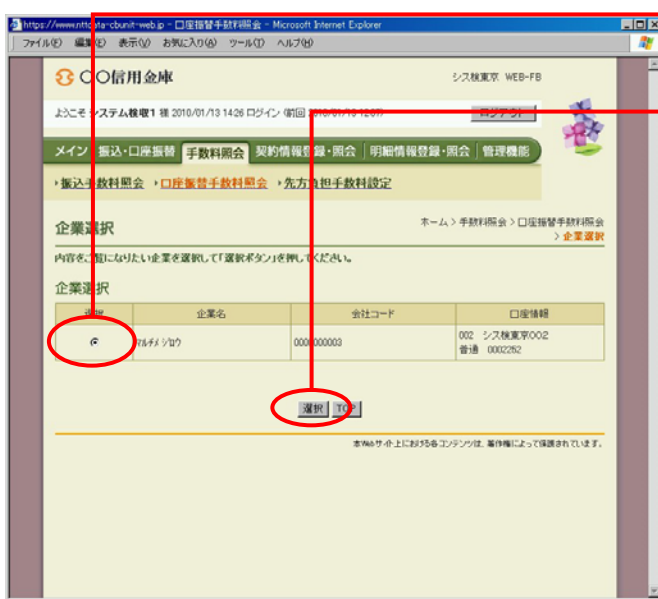 https://www.nttdata-cbunit-web.jp - 口座振替手数料照会 - Microsoft Internet Explorer
ファイル(F) 編集(E) 表示(V) お気に入り(A) ツール(T) ヘルプ(H)
〇〇信用金庫
シス検東京 WEB-FB
ようこそ システム検収1 様 2010/01/13 1426 ログイン (前回
ログアウト
メイン 振込・口座振替 手数料照会 契約情報登録・照会 明細情報登録・照会 管理機能
振込手数料照会 口座振替手数料照会 先方負担手数料設定
企業選択
ホーム > 手数料照会 > 口座振替手数料照会
> 企業選択
内容をご覧になりたい企業を選択して「選択ボタン」を押してください。
企業選択
選択 企業名 会社コード 口座情報
マルチメ ジロウ 0000000003 002 シス検東京002
普通 0002252
選択 TOP
本Webサイト上における各コンテンツは、著作権によって保護されています。